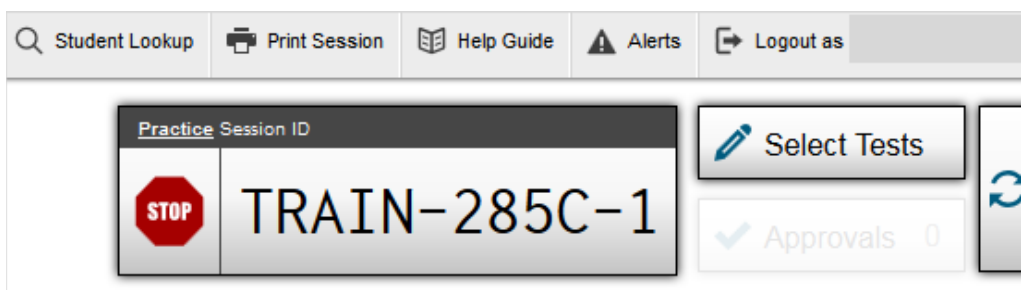 Student Lookup Print Session Help Guide Alerts Logout as
Practice Session ID
STOP TRAIN-285C-1
Select Tests
Approvals 0